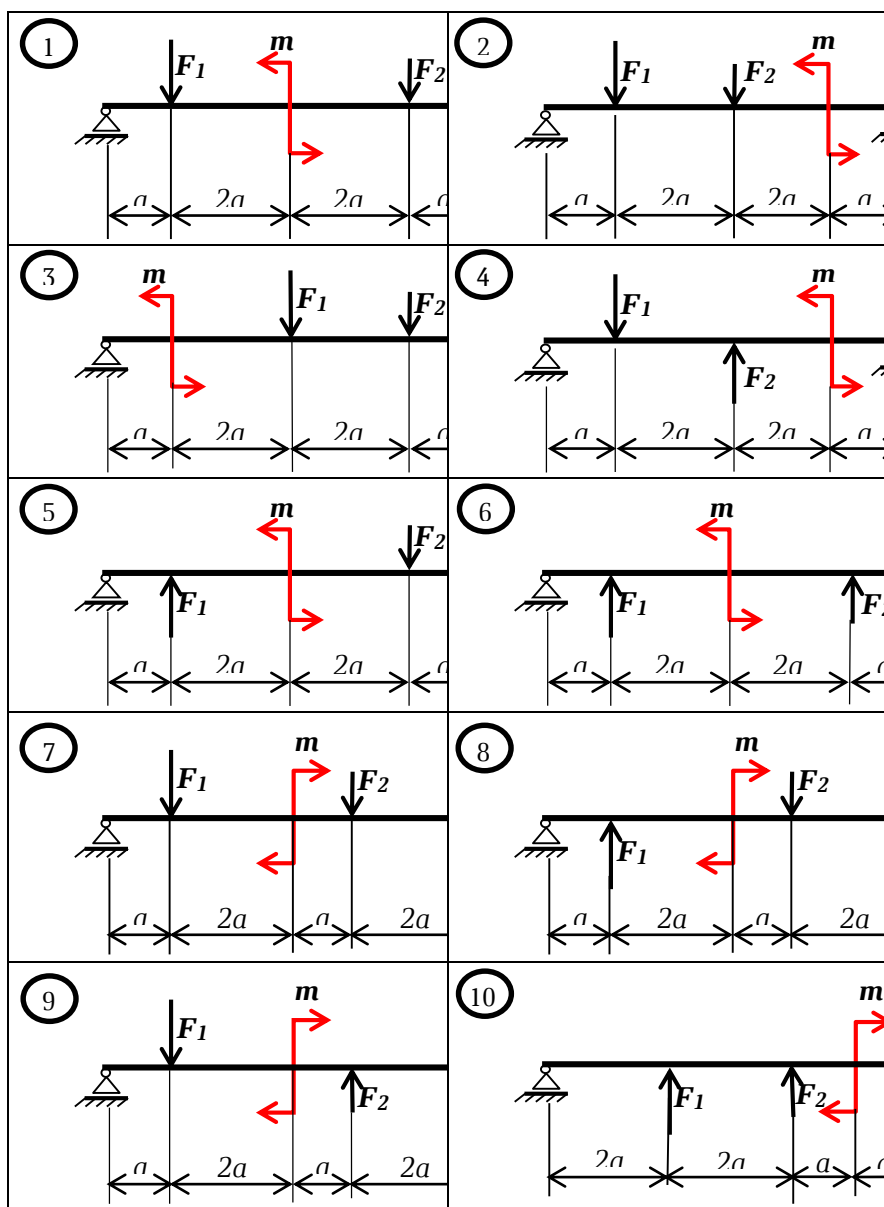 1 F1 m F2
a 2a 2a a
2 F1 F2 m
a 2a 2a a
3 m F1 F2
a 2a 2a a
4 F1 F2 m
a 2a 2a a
5 F1 m F2
a 2a 2a a
6 F1 m F2
a 2a 2a a
7 F1 m F2
a 2a a 2a
8 F1 m F2
a 2a a 2a
9 F1 m F2
a 2a a 2a
10 F1 F2 m
2a 2a a a